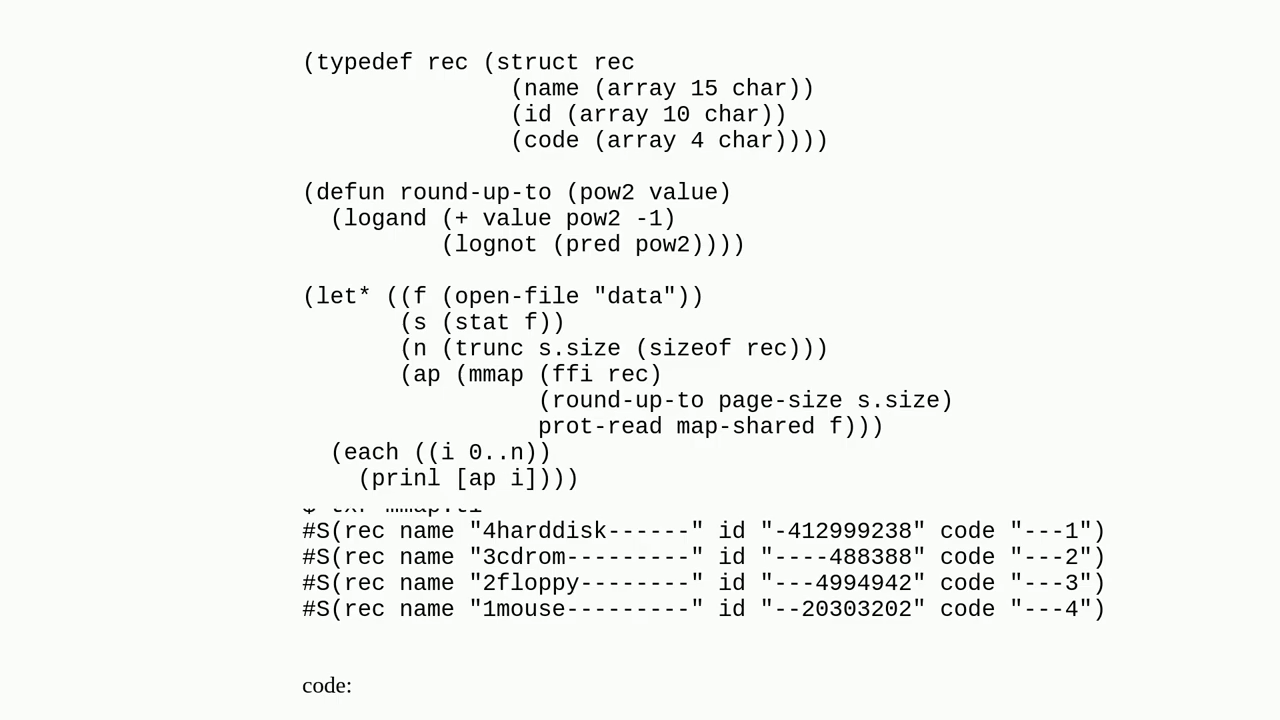 (typedef rec (struct rec
               (name (array 15 char))
               (id (array 10 char))
               (code (array 4 char))))

(defun round-up-to (pow2 value)
  (logand (+ value pow2 -1)
          (lognot (pred pow2))))

(let* ((f (open-file "data"))
       (s (stat f))
       (n (trunc s.size (sizeof rec)))
       (ap (mmap (ffi rec)
                 (round-up-to page-size s.size)
                 prot-read map-shared f)))
  (each ((i 0..n))
    (prinl [ap i])))
$ txr mmap.tl
#S(rec name "4harddisk------" id "-412999238" code "---1")
#S(rec name "3cdrom---------" id "----488388" code "---2")
#S(rec name "2floppy--------" id "---4994942" code "---3")
#S(rec name "1mouse---------" id "--20303202" code "---4")

code: